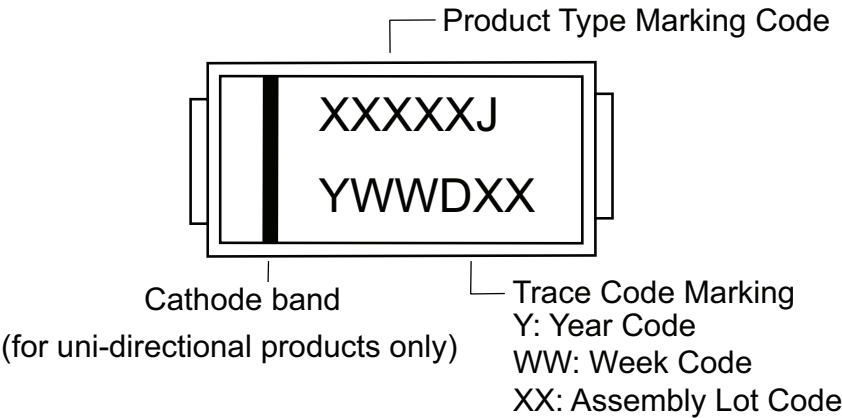 Product Type Marking Code
XXXXXJ
YWWDXX
Cathode band
(for uni-directional products only)
Trace Code Marking
Y: Year Code
WW: Week Code
XX: Assembly Lot Code